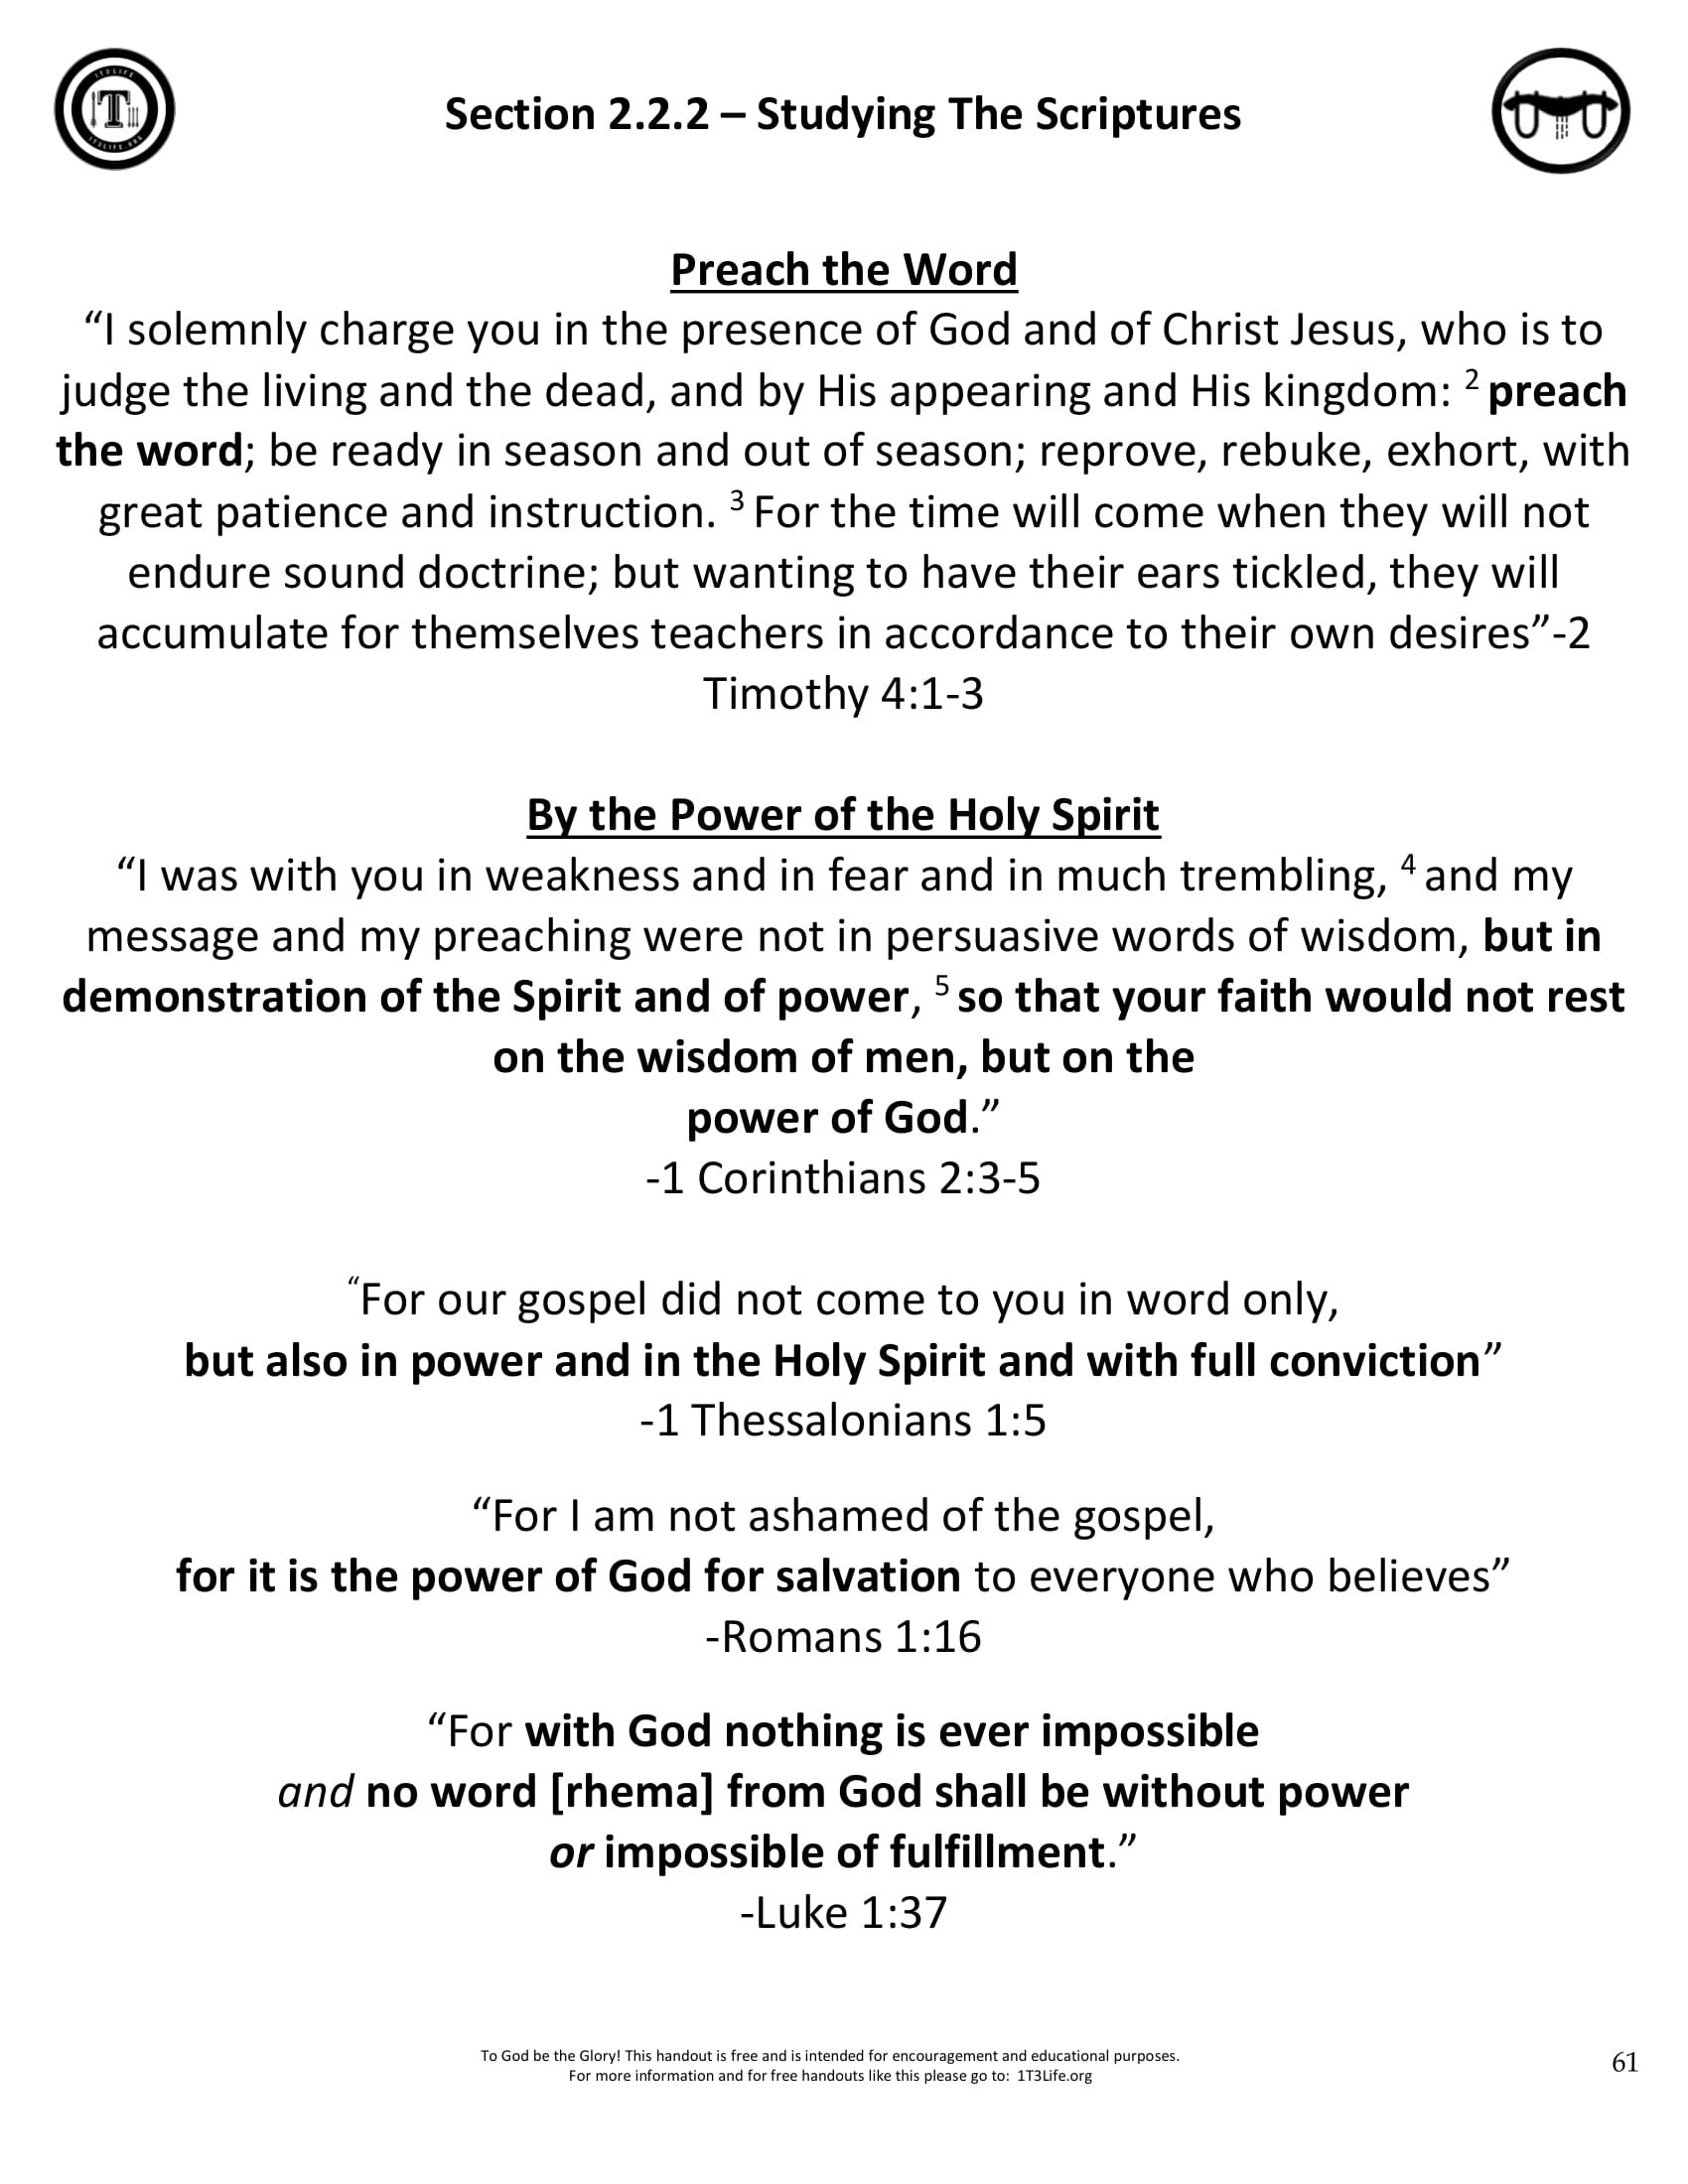 1T3LIFE
T
1T3LIFE.ORG
Section 2.2.2 – Studying The Scriptures
Preach the Word
“I solemnly charge you in the presence of God and of Christ Jesus, who is to
judge the living and the dead, and by His appearing and His kingdom: 2 preach
the word; be ready in season and out of season; reprove, rebuke, exhort, with
great patience and instruction. 3 For the time will come when they will not
endure sound doctrine; but wanting to have their ears tickled, they will
accumulate for themselves teachers in accordance to their own desires”-2
Timothy 4:1-3
By the Power of the Holy Spirit
“I was with you in weakness and in fear and in much trembling, 4 and my
message and my preaching were not in persuasive words of wisdom, but in
demonstration of the Spirit and of power, 5 so that your faith would not rest
on the wisdom of men, but on the
power of God.”
-1 Corinthians 2:3-5
“For our gospel did not come to you in word only,
but also in power and in the Holy Spirit and with full conviction”
-1 Thessalonians 1:5
“For I am not ashamed of the gospel,
for it is the power of God for salvation to everyone who believes”
-Romans 1:16
“For with God nothing is ever impossible
and no word [rhema] from God shall be without power
or impossible of fulfillment.”
-Luke 1:37
To God be the Glory! This handout is free and is intended for encouragement and educational purposes.
For more information and for free handouts like this please go to: 1T3Life.org
61